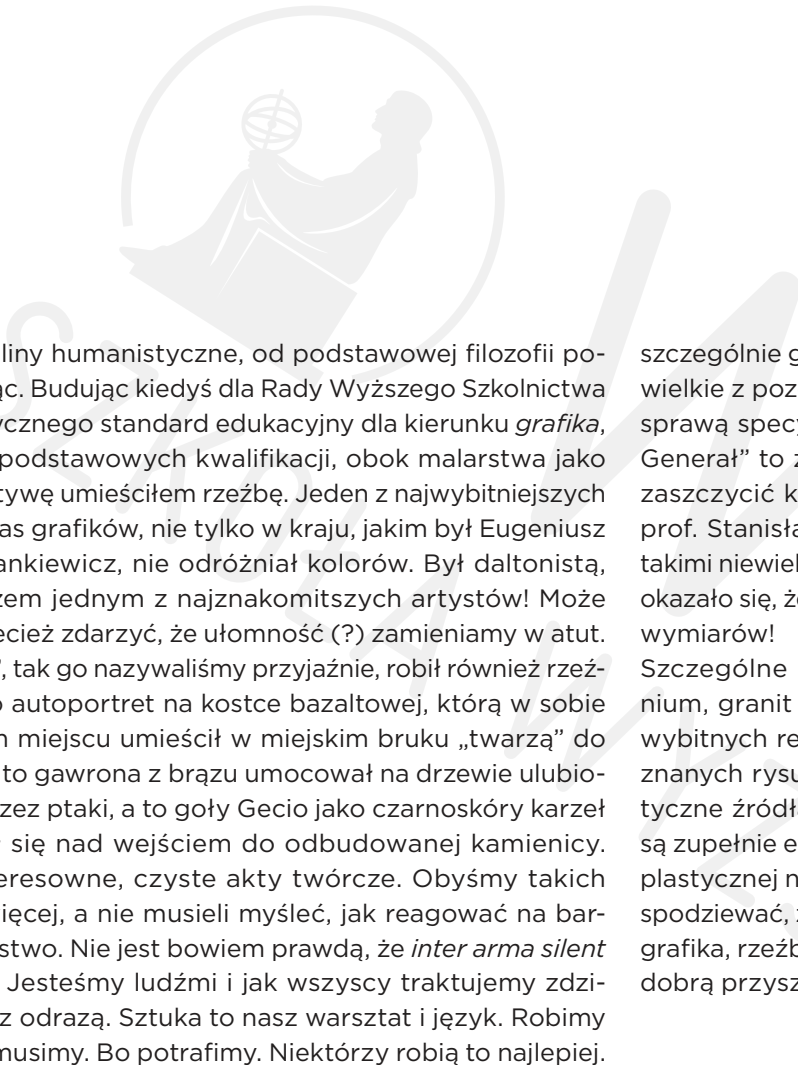 liny humanistyczne, od podstawowej filozofii po-
ąc. Budując kiedyś dla Rady Wyższego Szkolnictwa
ycznego standard edukacyjny dla kierunku grafika,
podstawowych kwalifikacji, obok malarstwa jako
tywę umieściłem rzeźbę. Jeden z najwybitniejszych
as grafików, nie tylko w kraju, jakim był Eugeniusz
ankiewicz, nie odróżniał kolorów. Był daltonistą,
zem jednym z najznakomitszych artystów! Może
ecież zdarzyć, że ułomność (?) zamieniamy w atut.
”, tak go nazywaliśmy przyjaźnie, robił również rzeź-
o autoportret na kostce bazaltowej, którą w sobie
m miejscu umieścił w miejskim bruku „twarzą” do
to gawrona z brązu umocował na drzewie ulubio-
rzez ptaki, a to goły Gecio jako czarnoskóry karzeł
ł się nad wejściem do odbudowanej kamienicy.
eresowne, czyste akty twórcze. Obyśmy takich
ięcej, a nie musieli myśleć, jak reagować na bar-
stwo. Nie jest bowiem prawdą, że inter arma silent
Jesteśmy ludźmi i jak wszyscy traktujemy zdzi-
z odrazą. Sztuka to nasz warsztat i język. Robimy
musimy. Bo potrafimy. Niektórzy robią to najlepiej.
szczególnie g
wielkie z poz
sprawą specy
Generał” to z
zaszczycić k
prof. Stanisła
takimi niewiel
okazało się, że
wymiarów!
Szczególne
nium, granit
wybitnych re
znanych rysu
tyczne źródła
są zupełnie e
plastycznej n
spodziewać, ż
grafika, rzeźb
dobrą przysz
SZKOŁA WYŻ